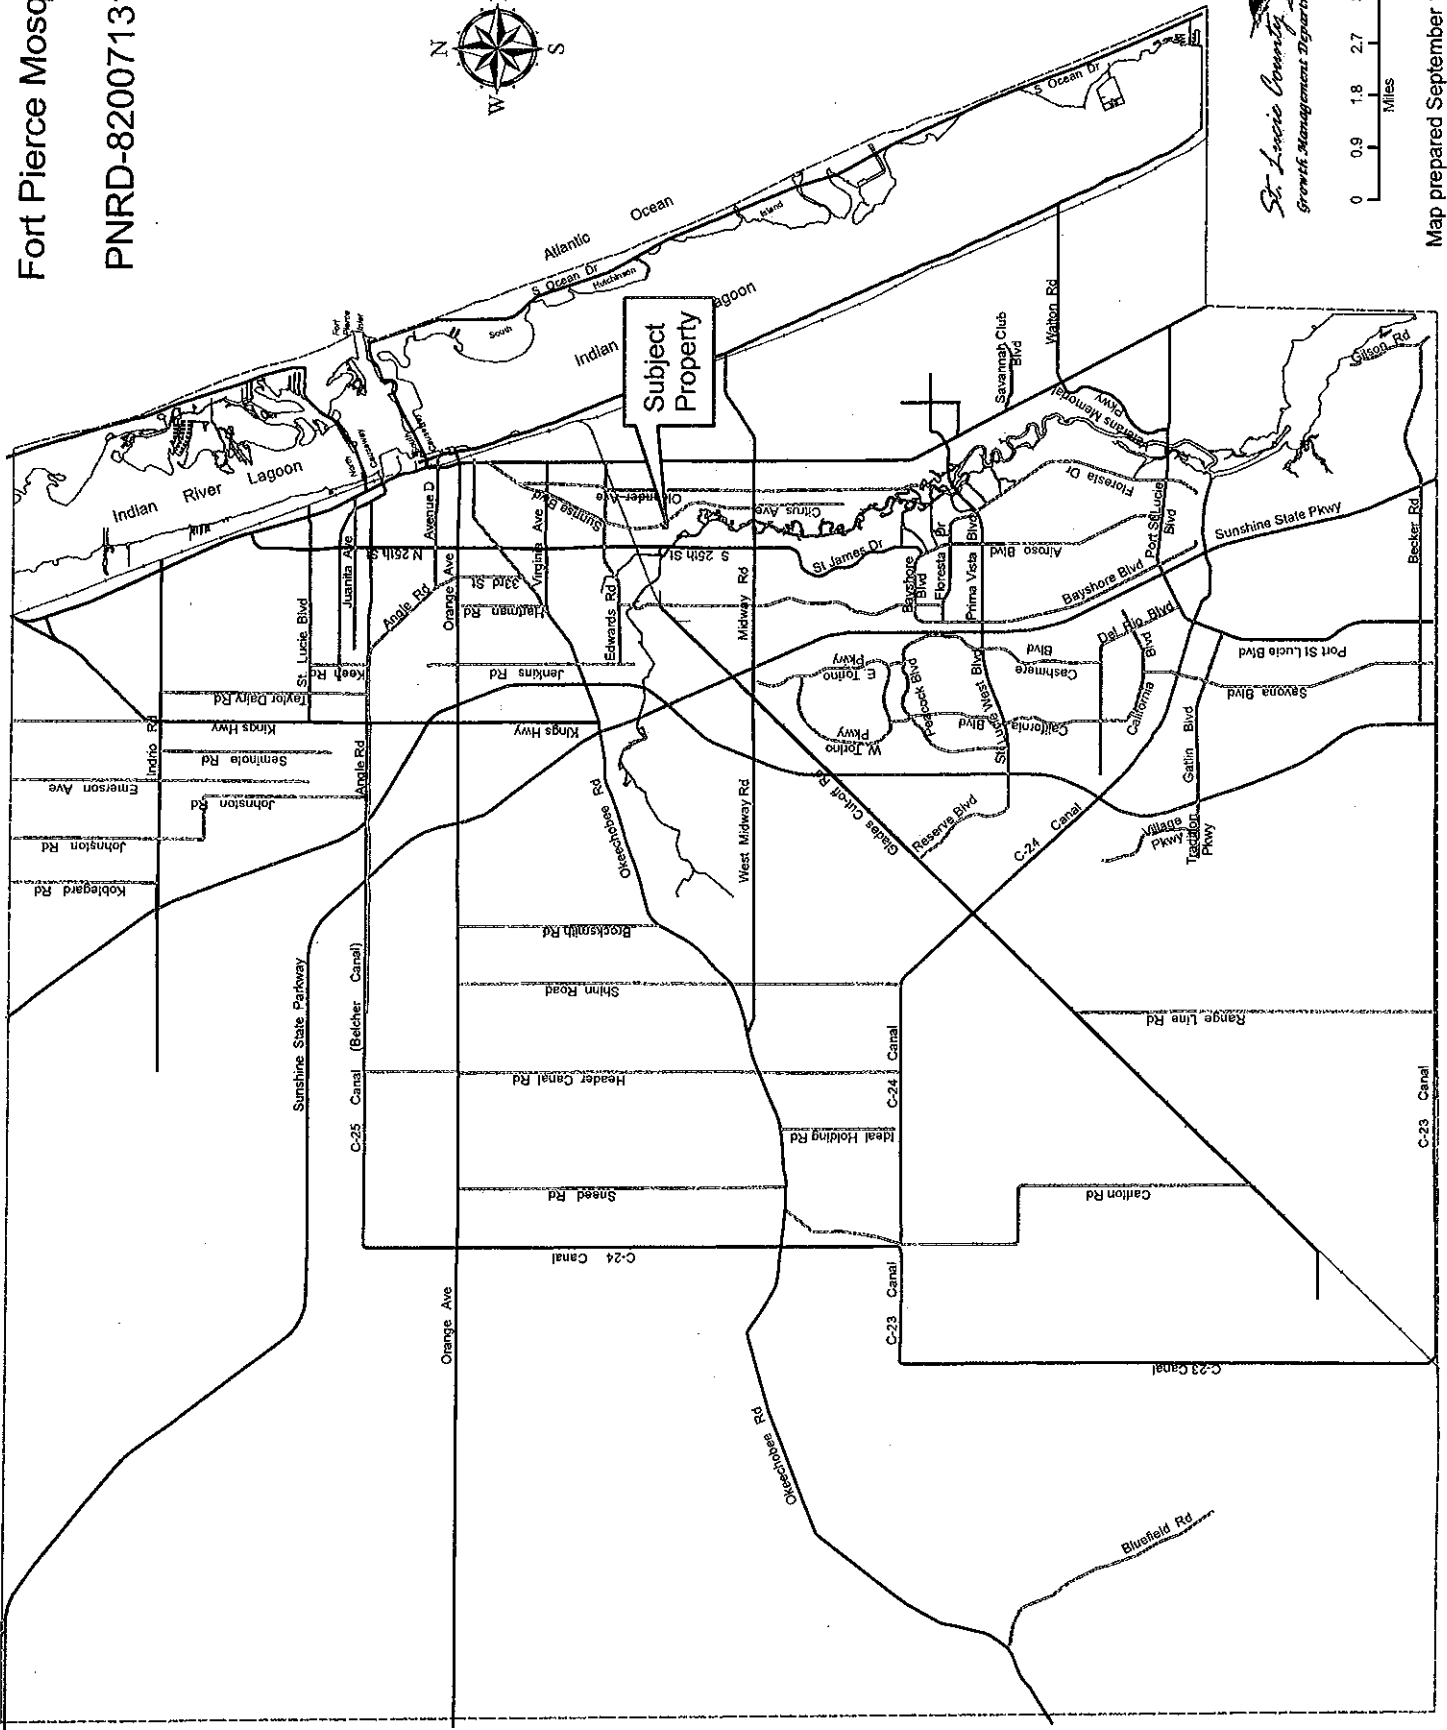 Fort Pierce
PNRD-82007
N
S
W
Atlantic
Ocean
S Ocean Dr
S Ocean Dr
Hutchinson
Island
South
Fort
Pierce
Inlet
Indian
River
Lagoon
Indian
agoon
Subject
Property
North
Causeway
Avenue D
Orange Ave
Virginia Ave
Sunrise Blvd
Oleander Ave
Citrus Ave
N 25th St
S 25th St
33rd St
Hartman Rd
Edwards Rd
Angle Rd
Juanita Ave
St. Lucie Blvd
Keen Rd
Taylor Dairy Rd
Jenkins Rd
Kings Hwy
Kings Hwy
Indrio Rd
Seminole Rd
Emerson Ave
Johnston Rd
Johnston Rd
Koblegard Rd
Angle Rd
Okeechobee Rd
Midway Rd
West Midway Rd
St James Dr
Bayshore
Blvd
Floresta Dr
Prima Vista Blvd
Airoso Blvd
Floresta Dr
Veterans Memorial
Pkwy
Walton Rd
Savannah Club
Blvd
Port St Lucie
Blvd
Gilson Rd
Becker Rd
Sunshine State Pkwy
Bayshore Blvd
Del Rio Blvd
Cashmere
Blvd
E. Torino
Pkwy
W. Torino
Pkwy
Peacock Blvd
St. Lucie West Blvd
California
Blvd
California
Blvd
Port St Lucie Blvd
Savona Blvd
Gatlin Blvd
Tradition
Pkwy
Village
Pkwy
Reserve Blvd
Glades Cut-off Rd
C-24 Canal
Brocksmith Rd
Shinn Road
Header Canal Rd
Ideal Holding Rd
Sneed Rd
Carlton Rd
Range Line Rd
Sunshine State Parkway
C-25 Canal (Belcher Canal)
C-24 Canal
C-24 Canal
C-23 Canal
C-23 Canal
C-23 Canal
Orange Ave
Okeechobee Rd
Bluefield Rd
St. Lucie County
Growth Management
0 0.9 1.8 2.7
Miles
Map prepared September